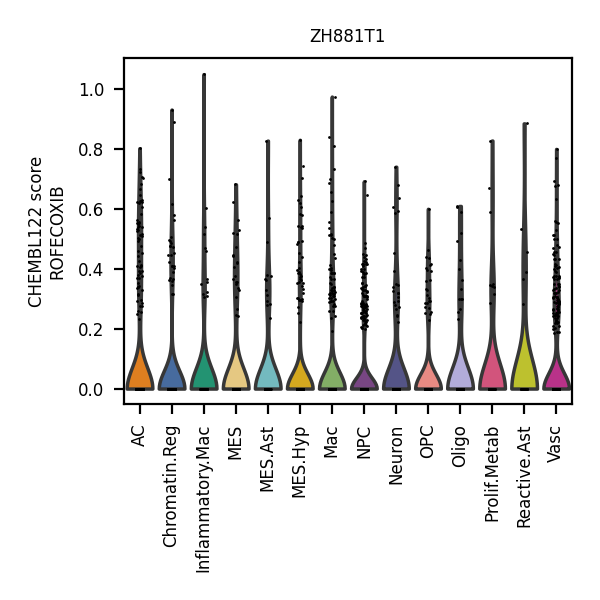 ZH881T1
CHEMBL122 score
ROFECOXIB
1.0
0.8
0.6
0.4
0.2
0.0
AC
Chromatin.Reg
Inflammatory.Mac
MES
MES.Ast
MES.Hyp
Mac
NPC
Neuron
OPC
Oligo
Prolif.Metab
Reactive.Ast
Vasc